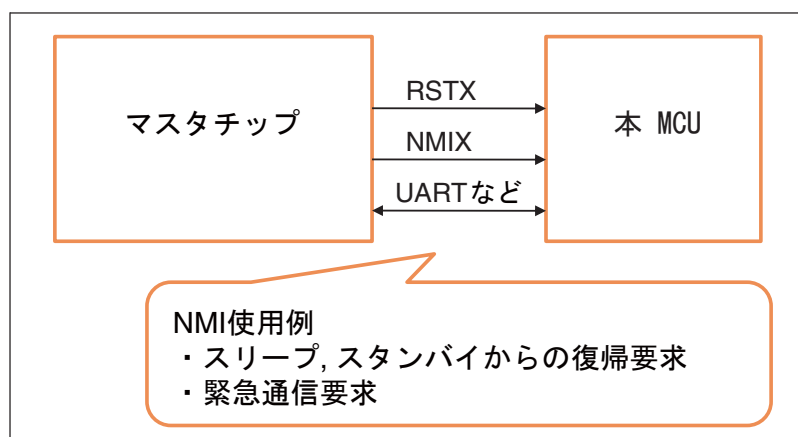 マスタチップ
RSTX
NMIX
UARTなど
本 MCU
NMI使用例
・スリープ, スタンバイからの復帰要求
・緊急通信要求